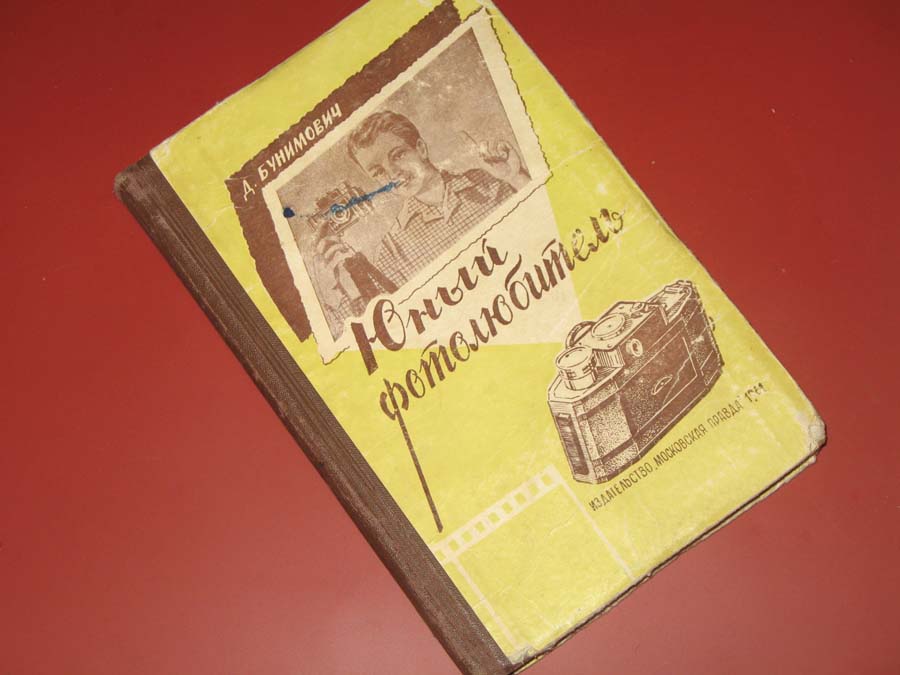 Д. БУНИМОВИЧ
Юный
фотолюбитель
ИЗДАТЕЛЬСТВО „МОСКОВСКАЯ ПРАВДА"